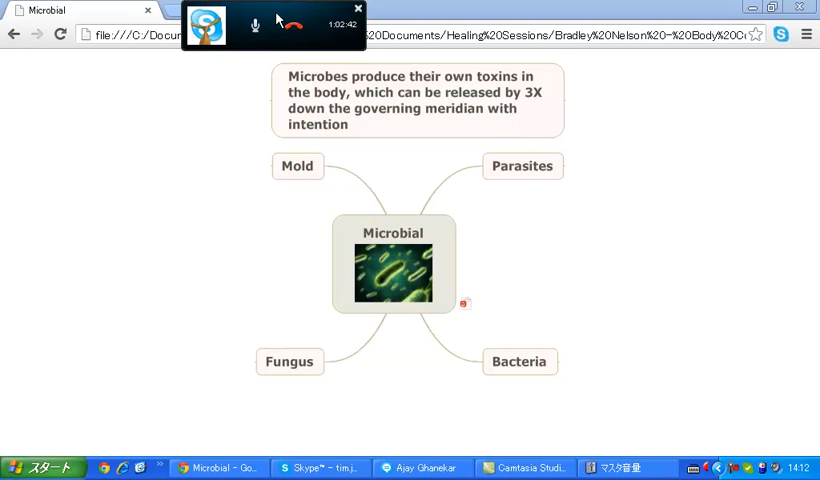 Microbial
1:02:42
file:///C:/Docu
%20Documents/Healing%20Sessions/Bradley%20Nelson%20-%20Body%20Co
Microbes produce their own toxins in
the body, which can be released by 3X
down the governing meridian with
intention
Mold
Parasites
Microbial
Fungus
Bacteria
スタート
Microbial - Go...
Skype™ - tim.j...
Ajay Ghanekar
Camtasia Studi...
マスタ音量
14:12